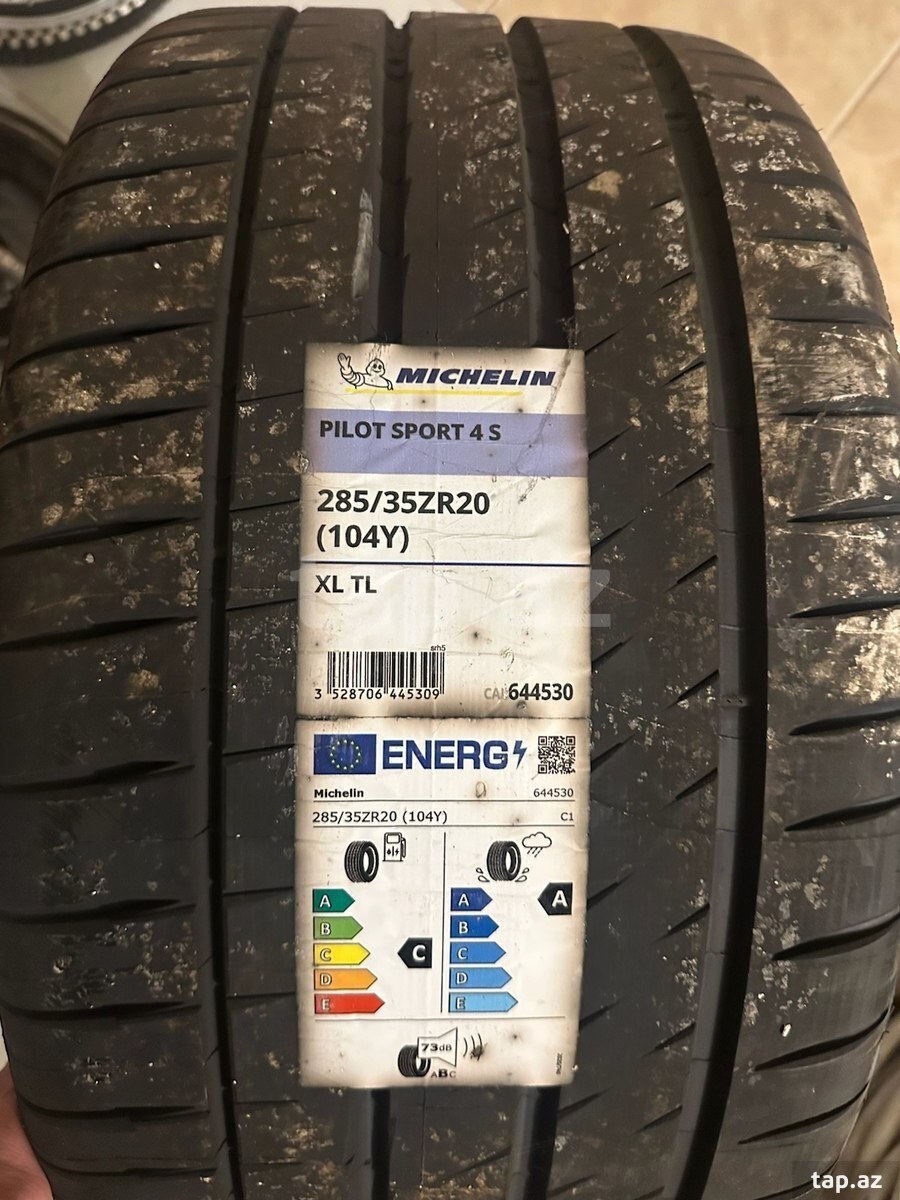 MICHELIN
PILOT SPORT 4 S
285/35ZR20
(104Y)
XL TL
srh5
3 528706 445309
CAI 644530
ENERG
Michelin 644530
285/35ZR20 (104Y) C1
A A A
B B
C C C
D D
E E
73dB
ABC
tap.az